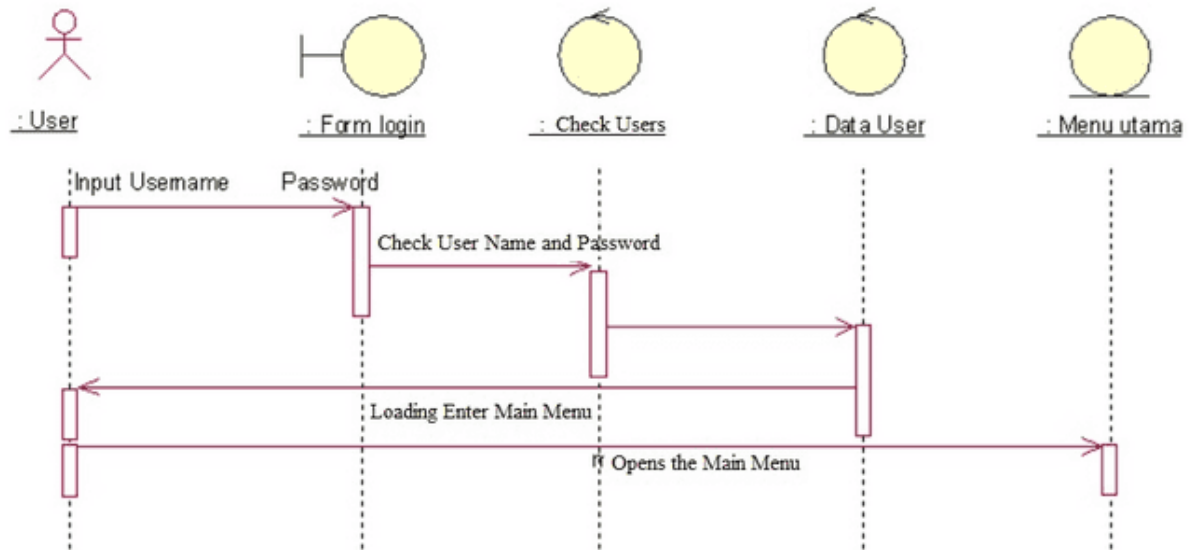 : User
: Form login
: Check Users
: Data User
: Menu utama
Input Username Password
Check User Name and Password
Loading Enter Main Menu
Opens the Main Menu